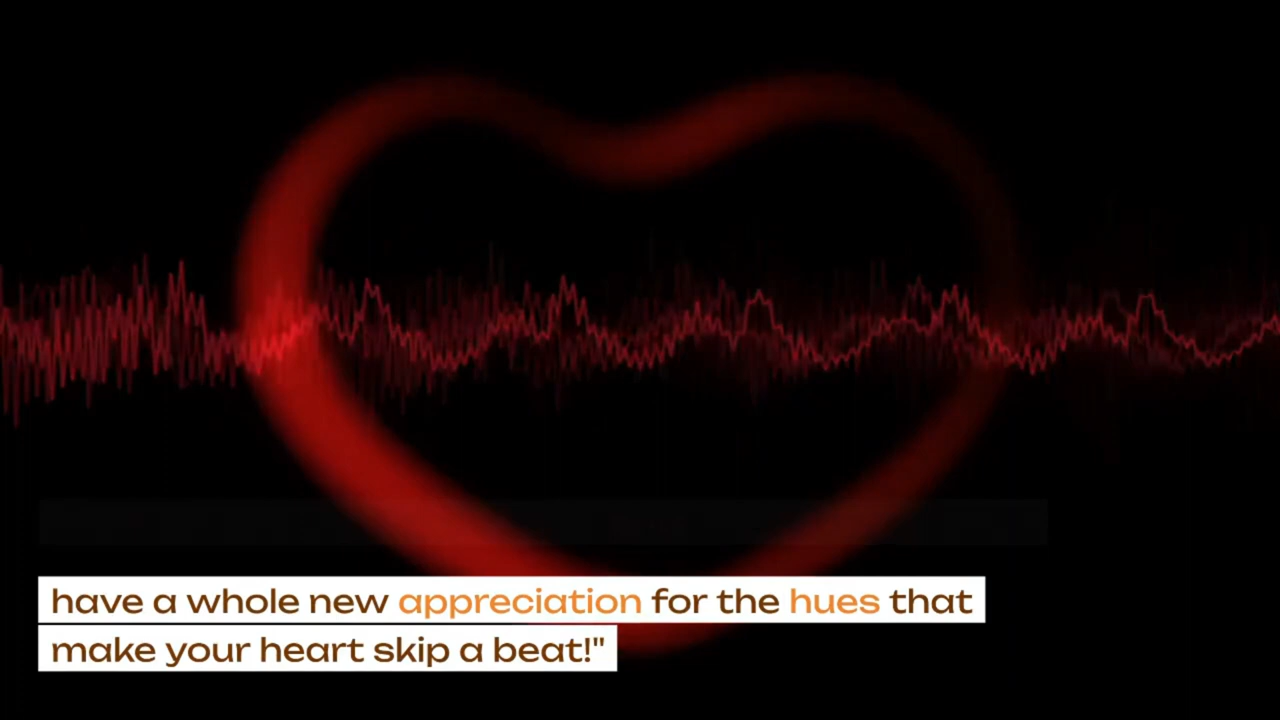 have a whole new appreciation for the hues that
make your heart skip a beat!"